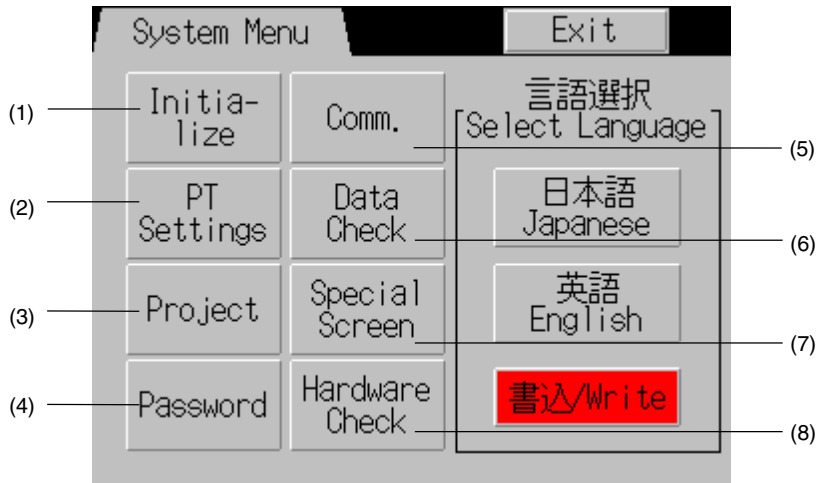 System Menu
Exit
(1)
Initia-
lize
Comm.
(5)
(2)
PT
Settings
Data
Check
(6)
(3)
Project
Special
Screen
(7)
(4)
Password
Hardware
Check
(8)
言語選択
Select Language
日本語
Japanese
英語
English
書込/Write